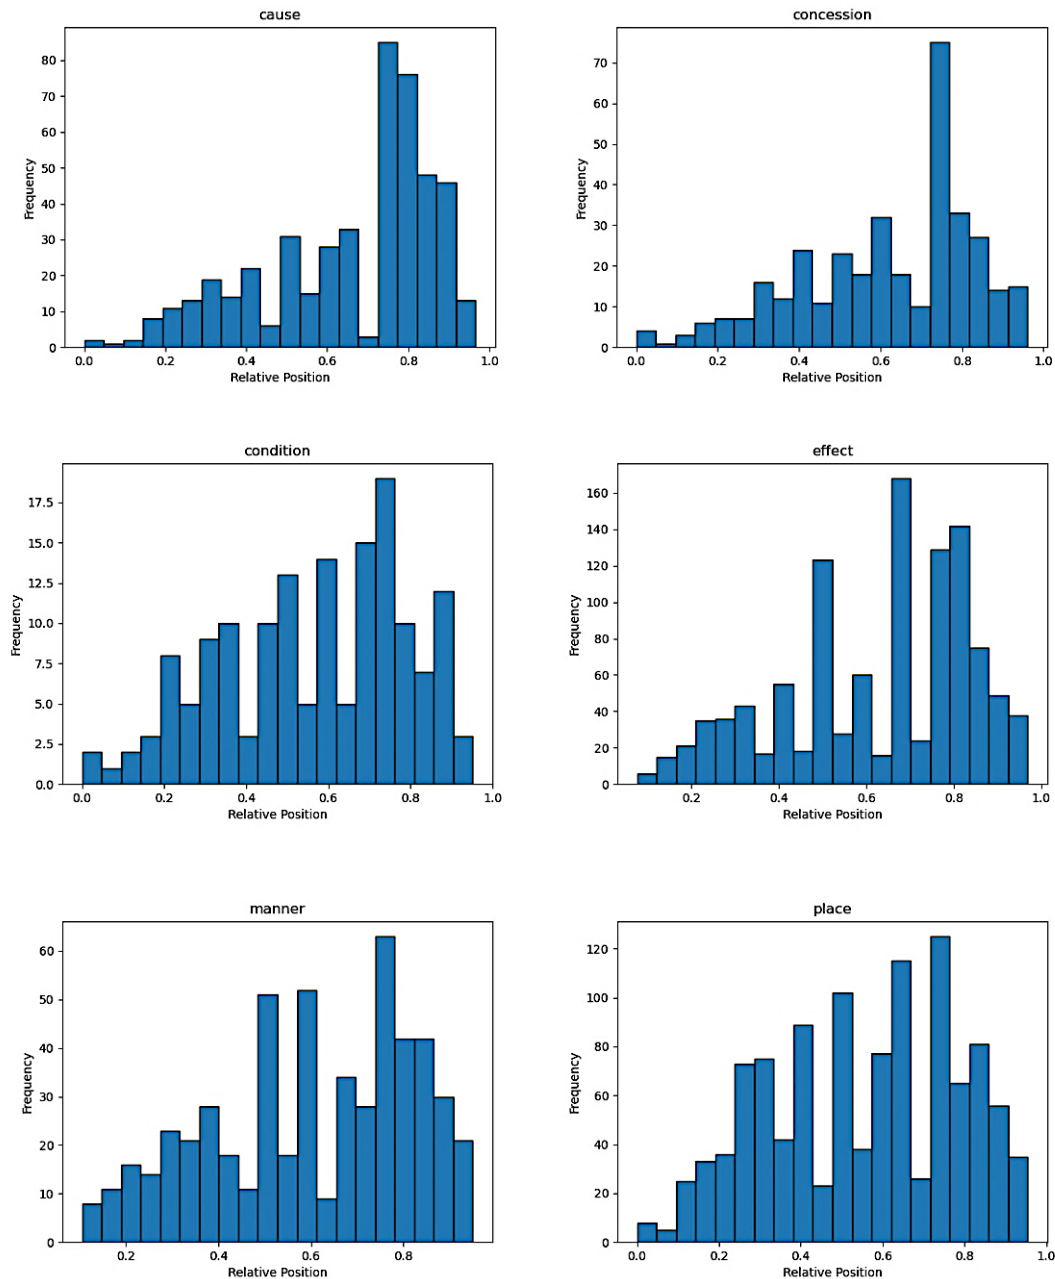 cause
80
70
60
50
40
30
20
10
0
Frequency
0.0 0.2 0.4 0.6 0.8 1.0
Relative Position
concession
70
60
50
40
30
20
10
0
Frequency
0.0 0.2 0.4 0.6 0.8 1.0
Relative Position
condition
17.5
15.0
12.5
10.0
7.5
5.0
2.5
0.0
Frequency
0.0 0.2 0.4 0.6 0.8 1.0
Relative Position
effect
160
140
120
100
80
60
40
20
0
Frequency
0.2 0.4 0.6 0.8 1.0
Relative Position
manner
60
50
40
30
20
10
0
Frequency
0.2 0.4 0.6 0.8
Relative Position
place
120
100
80
60
40
20
0
Frequency
0.0 0.2 0.4 0.6 0.8 1.0
Relative Position